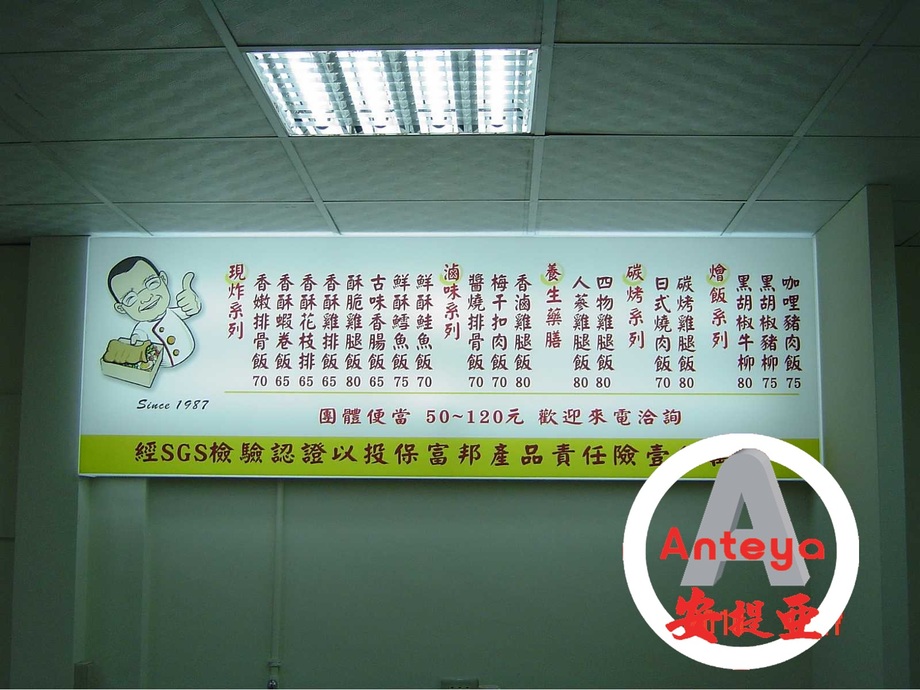 現炸系列
香嫩排骨飯 70
香酥蝦卷飯 65
香酥花枝排 65
香酥雞排飯 65
酥脆雞腿飯 80
古味香腸飯 65
鮮酥鱈魚飯 75
鮮酥鮭魚飯 70
滷味系列
醬燒排骨飯 70
梅干扣肉飯 70
香滷雞腿飯 80
養生藥膳
人蔘雞腿飯 80
四物雞腿飯 80
碳烤系列
日式燒肉飯 70
碳烤雞腿飯 80
燴飯系列
黑胡椒牛柳 80
黑胡椒豬柳 75
咖哩豬肉飯 75
Since 1987
團體便當 50~120元 歡迎來電洽詢
經SGS檢驗認證以投保富邦產品責任險壹
Anteya
安提亞